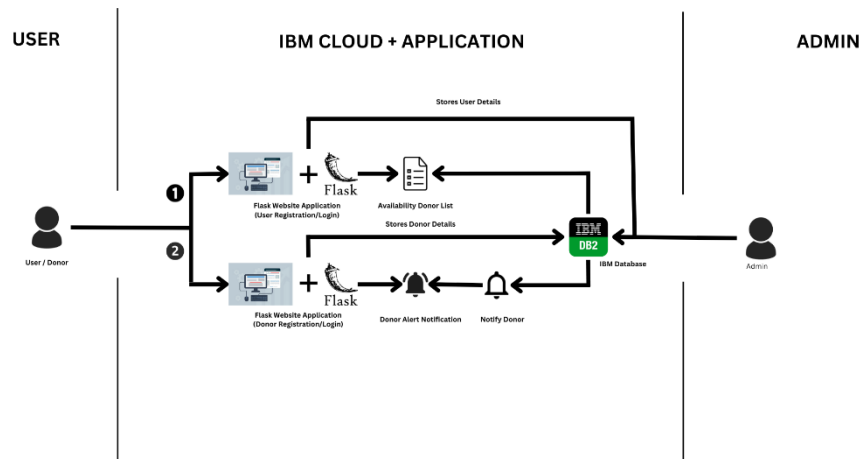 USER
IBM CLOUD + APPLICATION
ADMIN
Stores User Details
1
Flask
Flask Website Application
(User Registration/Login)
Availability Donor List
Stores Donor Details
2
User / Donor
IBM
DB2
IBM Database
Admin
Flask
Flask Website Application
(Donor Registration/Login)
Donor Alert Notification
Notify Donor